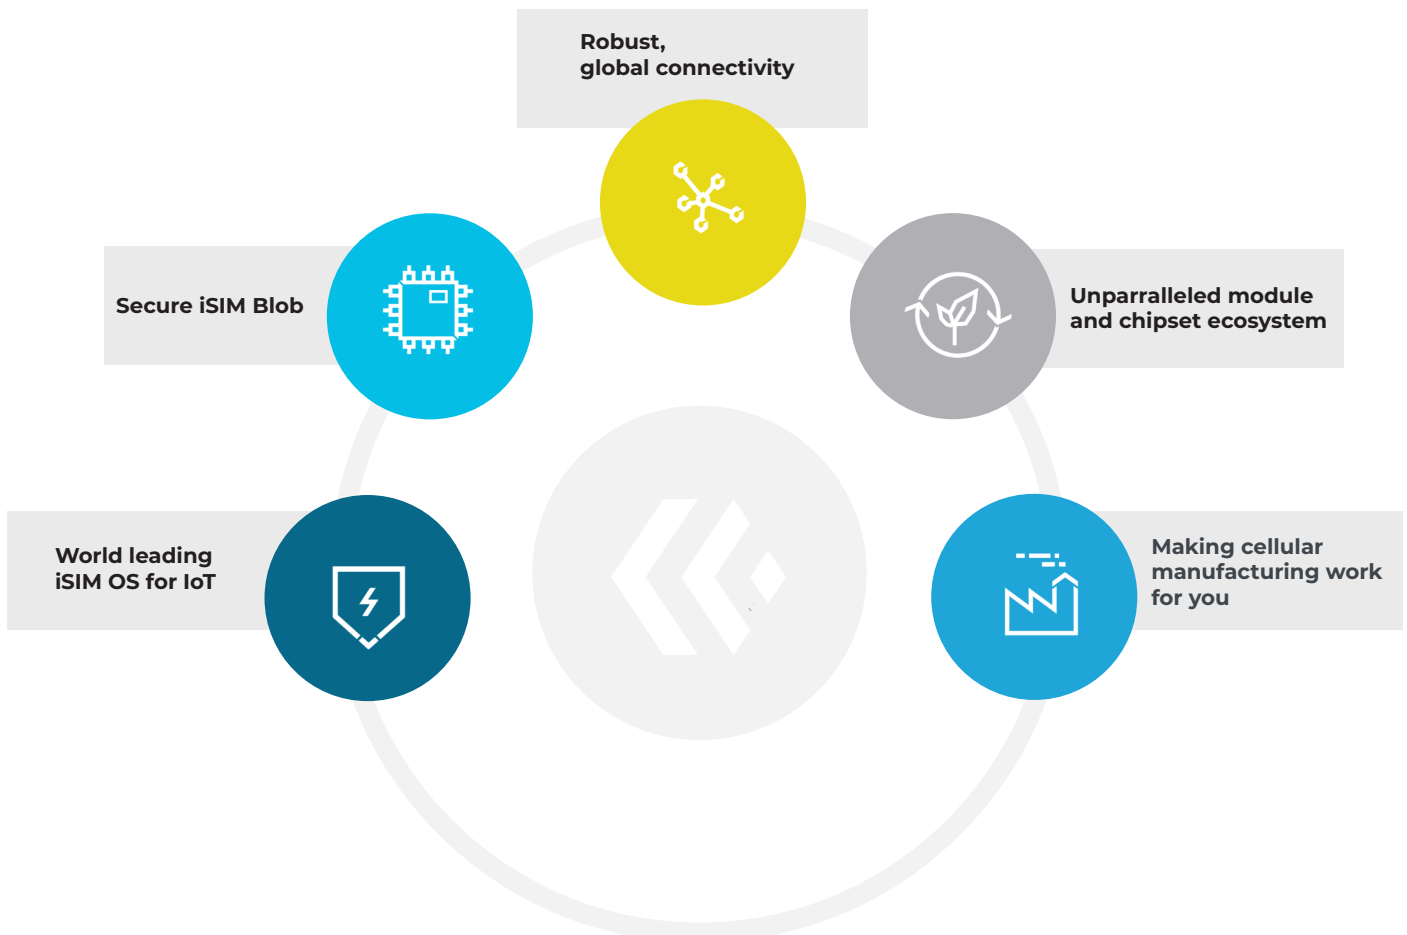 Robust,
global connectivity
Secure iSIM Blob
Unparralleled module
and chipset ecosystem
World leading
iSIM OS for IoT
Making cellular
manufacturing work
for you